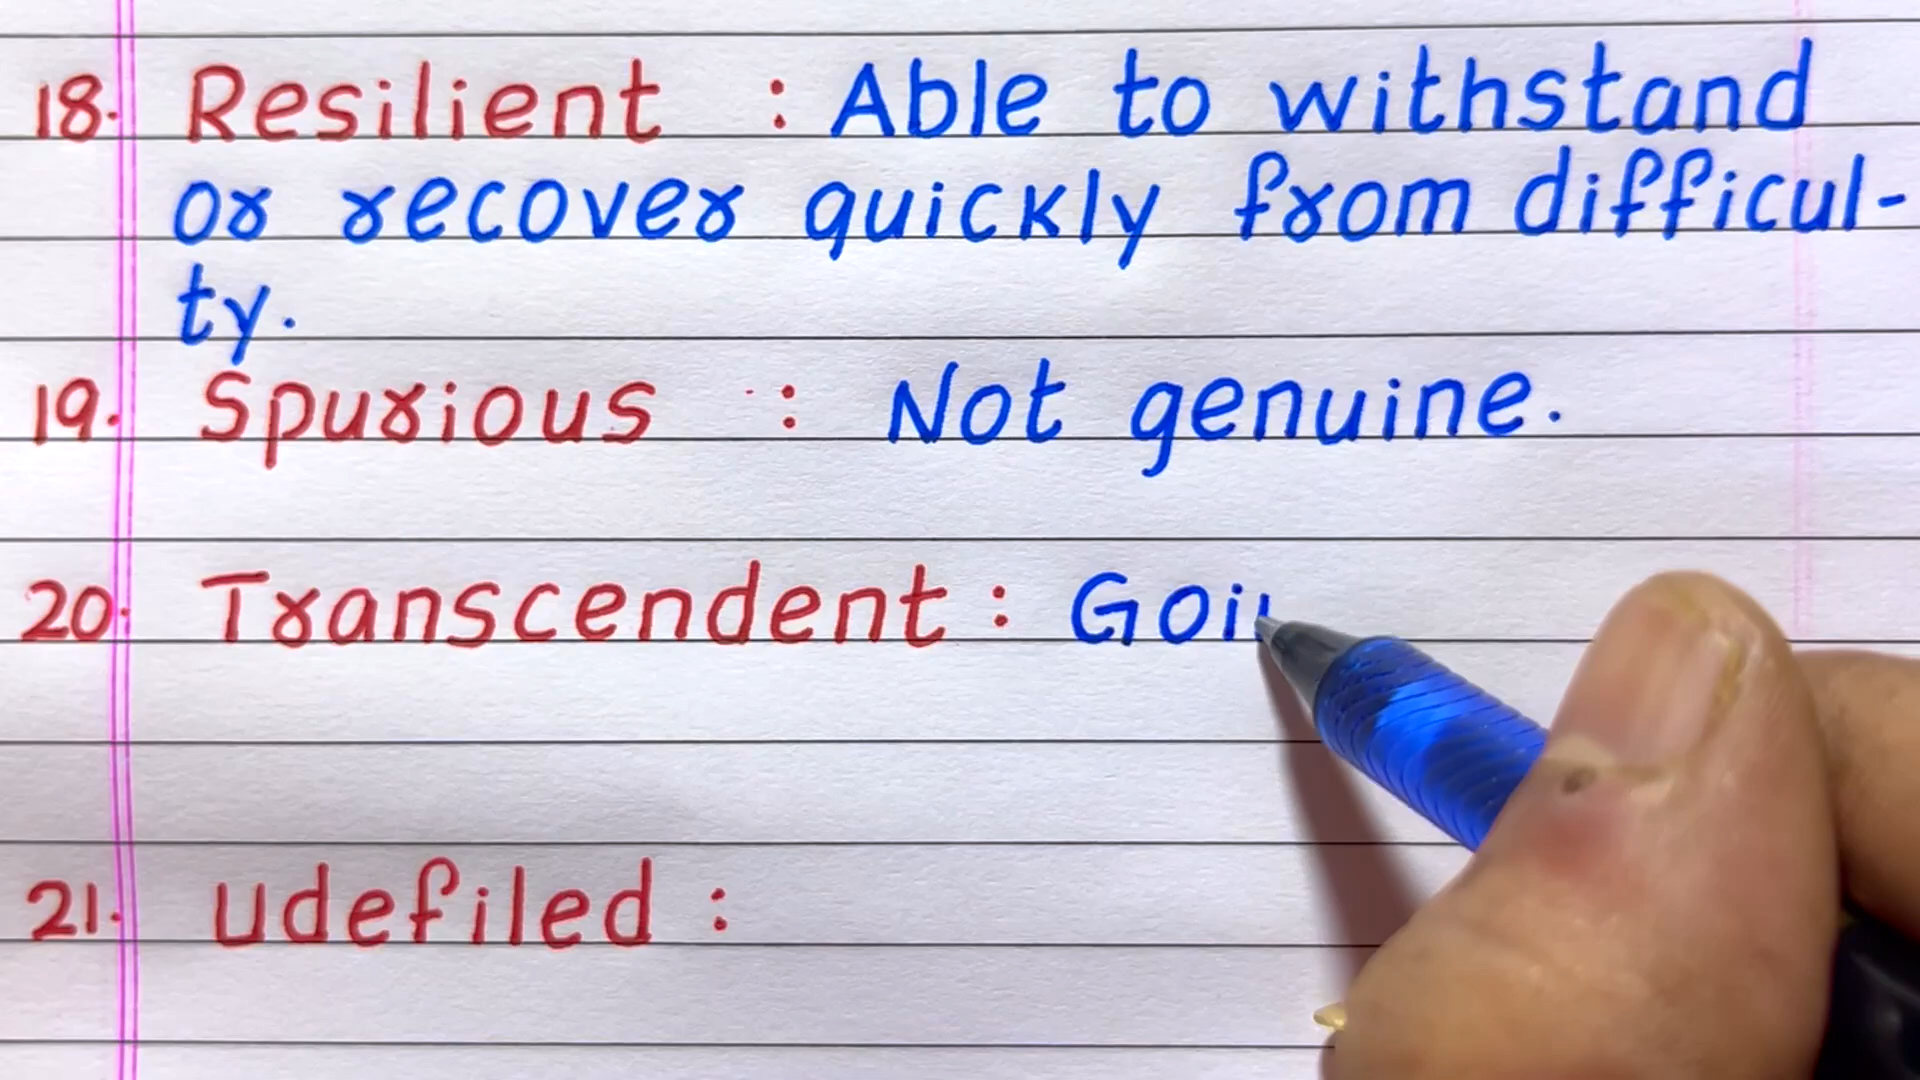 18. Resilient : Able to withstand
or recover quickly from difficul-
ty.
19. Spurious : Not genuine.
20. Transcendent : Goin
21. udefiled :